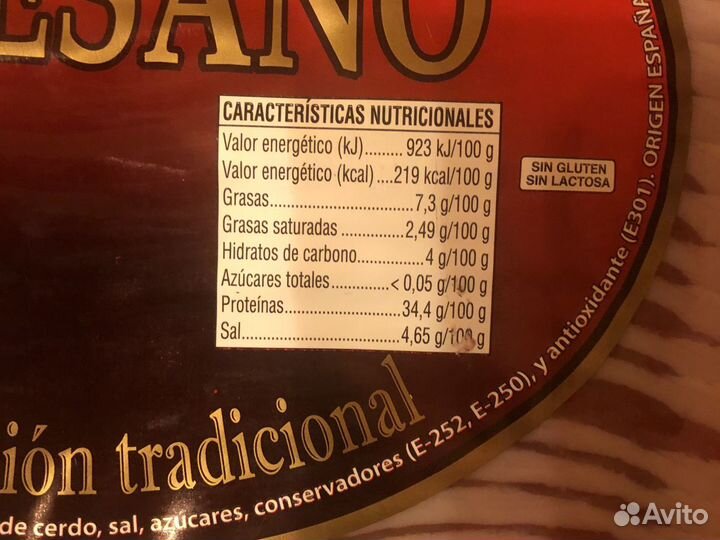 ESANO
CARACTERÍSTICAS NUTRICIONALES
Valor energético (kJ)......... 923 kJ/100 g
Valor energético (kcal)....219 kcal/100 g
Grasas..............................7,3 g/100 g
Grasas saturadas .............2,49 g/100 g
Hidratos de carbono..............4 g/100 g
Azúcares totales............< 0,05 g/100 g
Proteínas........................34,4 g/100 g
Sal.................................4,65 g/100 g
SIN GLUTEN
SIN LACTOSA
ión tradicional
de cerdo, sal, azúcares, conservadores (E-252, E-250), y antioxidante (E301). ORIGEN ESPAÑA
Avito